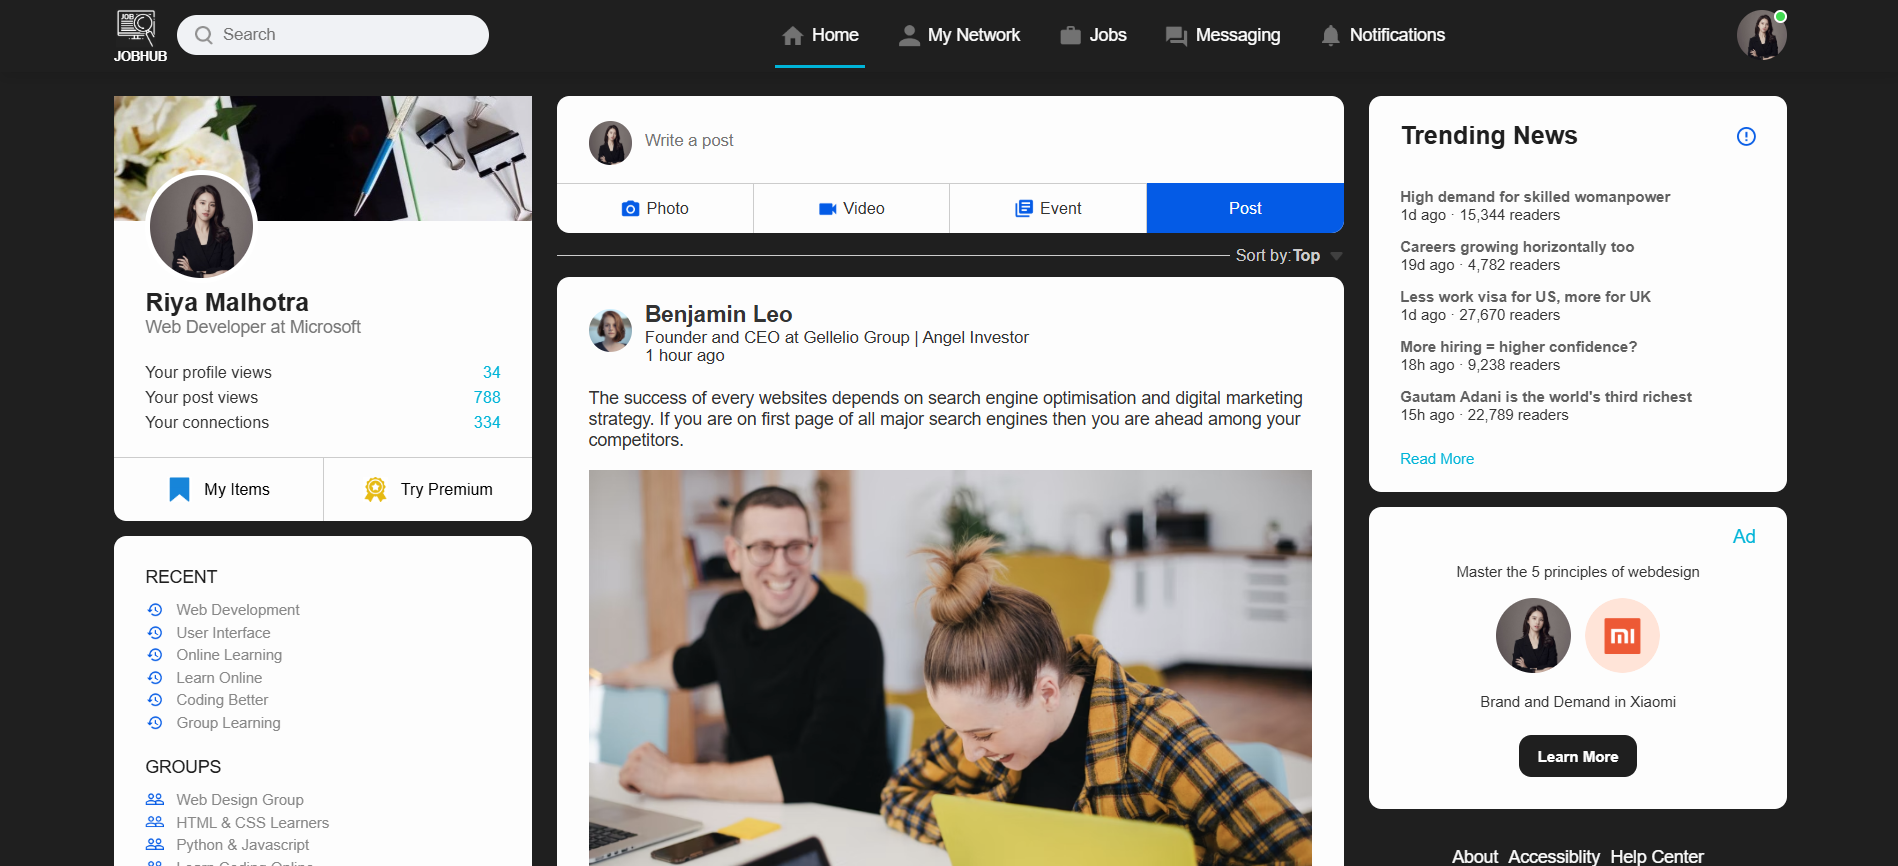 JOB
JOBHUB
Search
Home
My Network
Jobs
Messaging
Notifications
Riya Malhotra
Web Developer at Microsoft
Your profile views 34
Your post views 788
Your connections 334
My Items
Try Premium
RECENT
Web Development
User Interface
Online Learning
Learn Online
Coding Better
Group Learning
GROUPS
Web Design Group
HTML & CSS Learners
Python & Javascript
Learn Coding Online
Write a post
Photo
Video
Event
Post
Sort by:Top
Benjamin Leo
Founder and CEO at Gellelio Group | Angel Investor
1 hour ago
The success of every websites depends on search engine optimisation and digital marketing
strategy. If you are on first page of all major search engines then you are ahead among your
competitors.
Trending News
High demand for skilled womanpower
1d ago · 15,344 readers
Careers growing horizontally too
19d ago · 4,782 readers
Less work visa for US, more for UK
1d ago · 27,670 readers
More hiring = higher confidence?
18h ago · 9,238 readers
Gautam Adani is the world's third richest
15h ago · 22,789 readers
Read More
Ad
Master the 5 principles of webdesign
mi
Brand and Demand in Xiaomi
Learn More
About Accessiblity Help Center